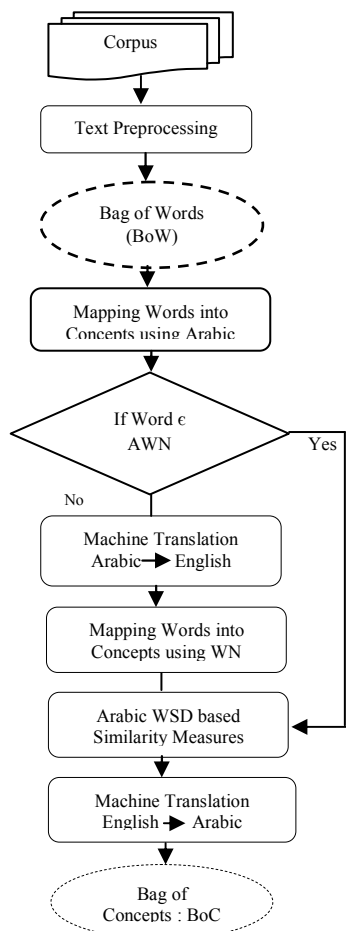 Corpus
Text Preprocessing
Bag of Words
(BoW)
Mapping Words into
Concepts using Arabic
If Word ϵ
AWN
Yes
No
Machine Translation
Arabic → English
Mapping Words into
Concepts using WN
Arabic WSD based
Similarity Measures
Machine Translation
English → Arabic
Bag of
Concepts : BoC